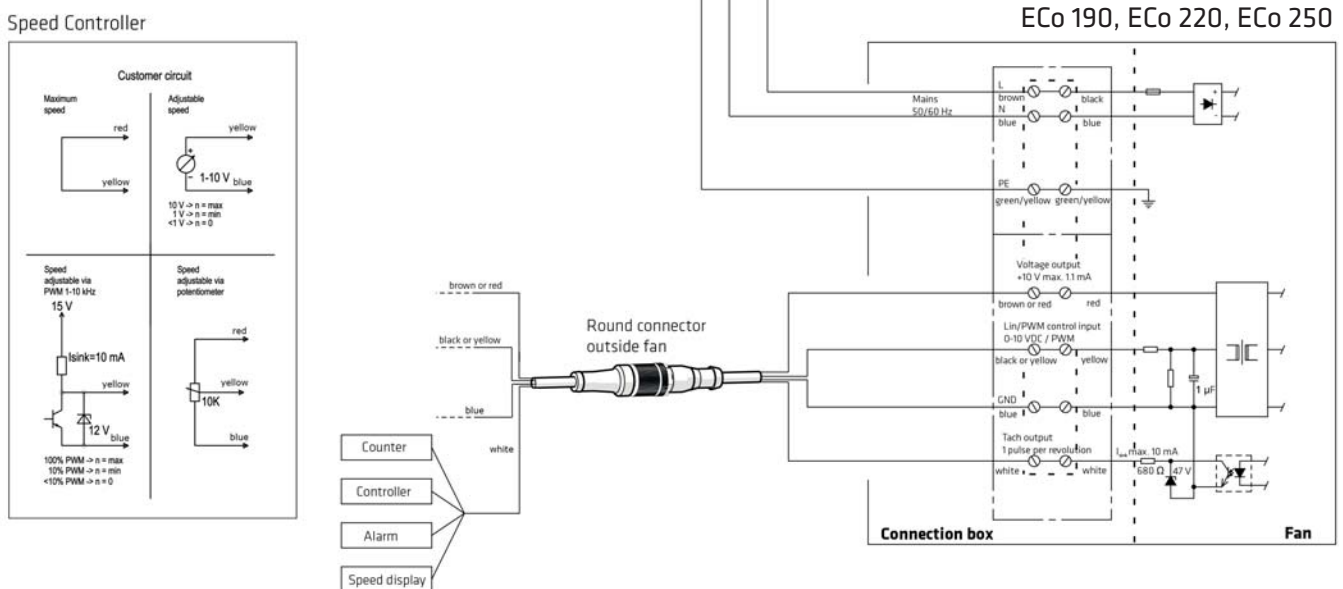 Speed Controller
Customer circuit
Maximum
speed
red
yellow
Adjustable
speed
yellow
+
−
1-10 V
blue
10 V -> n = max
1 V -> n = min
<1 V -> n = 0
Speed
adjustable via
PWM 1-10 kHz
15 V
Isink=10 mA
yellow
12 V
blue
100% PWM -> n = max
10% PWM -> n = min
<10% PWM -> n = 0
Speed
adjustable via
potentiometer
red
yellow
10K
blue
brown or red
black or yellow
blue
white
Round connector
outside fan
Counter
Controller
Alarm
Speed display
ECo 190, ECo 220, ECo 250
Mains
50/60 Hz
L
brown
black
N
blue
blue
+
-
PE
green/yellow
green/yellow
Voltage output
+10 V max. 1.1 mA
brown or red
red
Lin/PWM control input
0-10 VDC / PWM
black or yellow
yellow
1 µF
GND
blue
blue
Tach output
1 pulse per revolution
white
white
max. 10 mA
680 Ω
47 V
Connection box
Fan